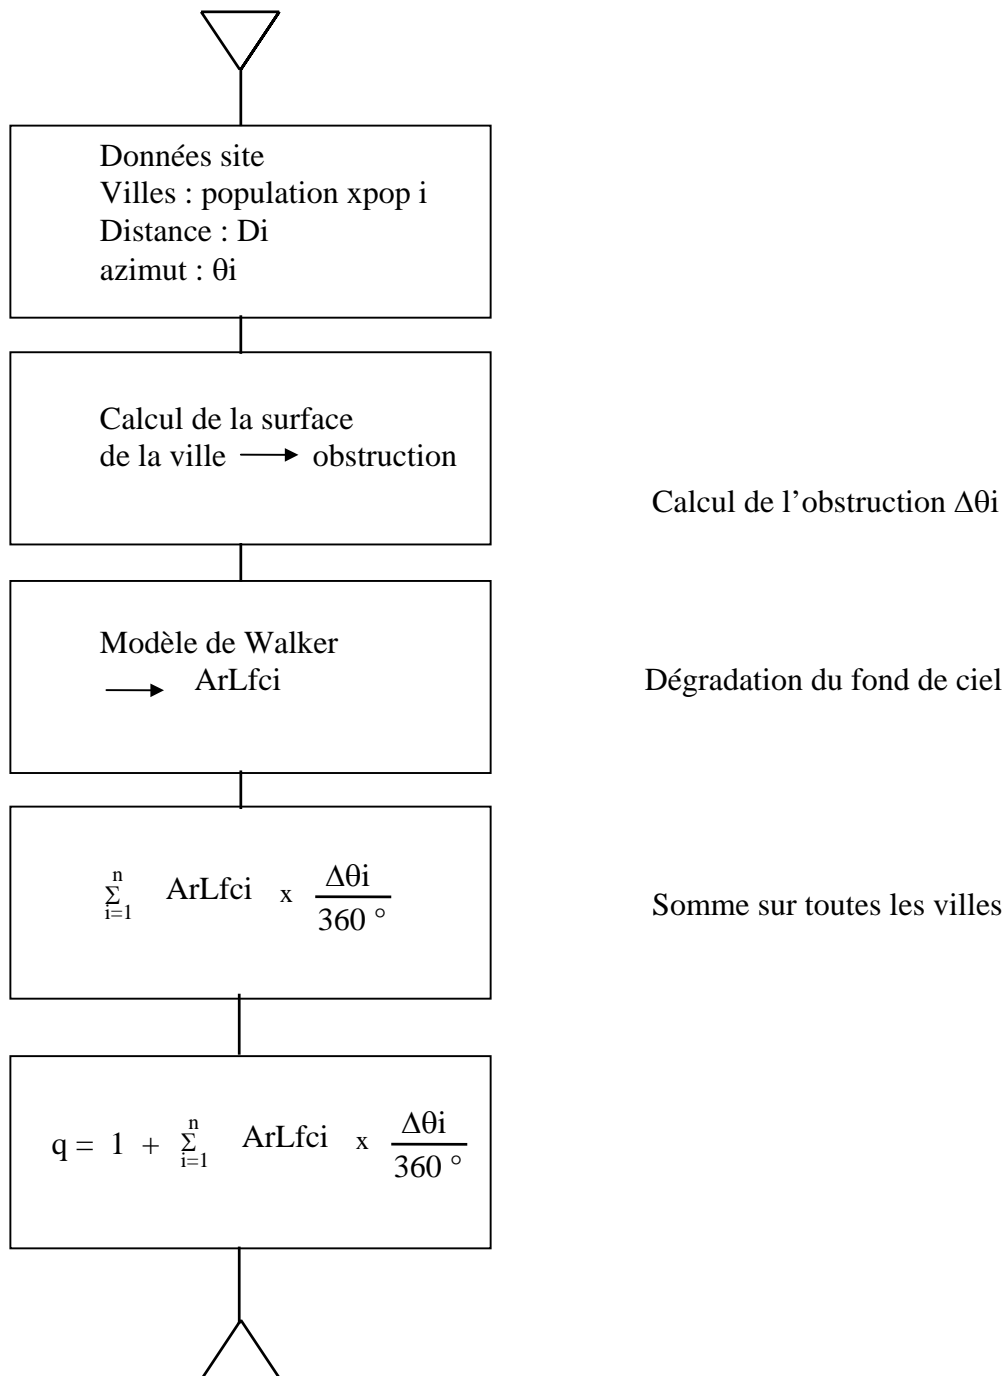 Données site
Villes : population xpop i
Distance : Di
azimut : θi
Calcul de la surface
de la ville → obstruction
Calcul de l’obstruction Δθi
Modèle de Walker
→ ArLfci
Dégradation du fond de ciel
n
Σ ArLfci x Δθi
i=1 360 °
Somme sur toutes les villes
n
q = 1 + Σ ArLfci x Δθi
i=1 360 °